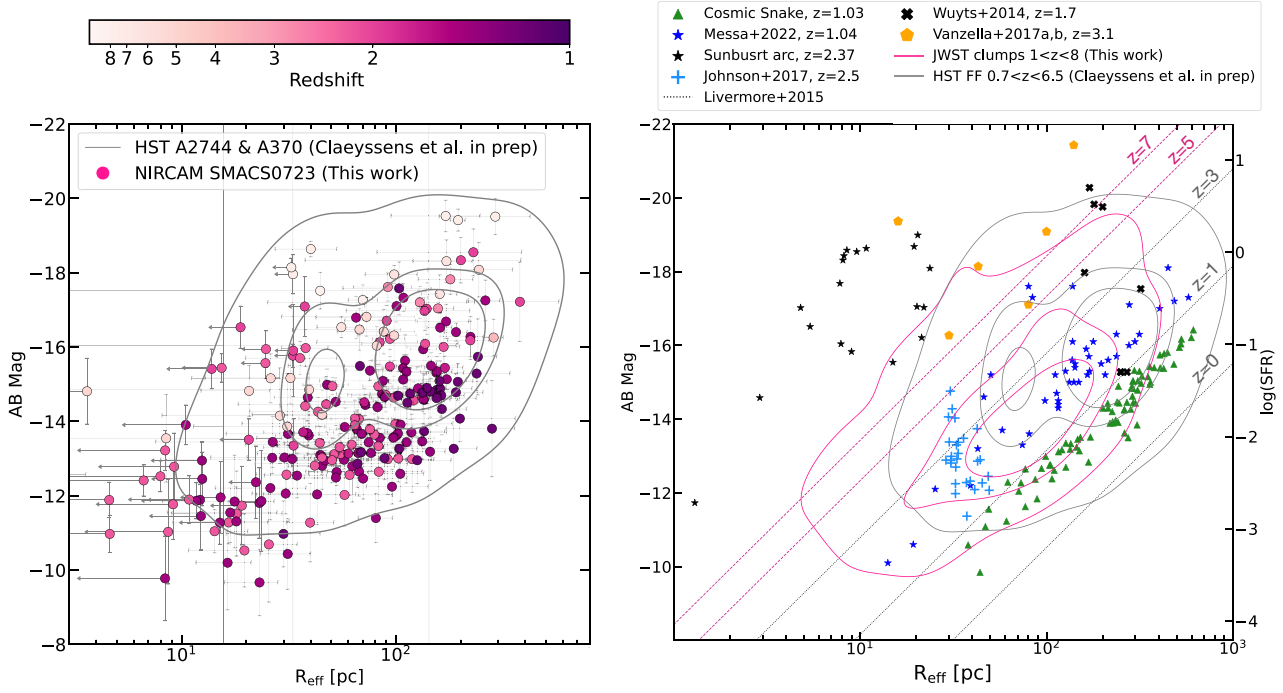 8 7 6 5 4 3 2 1
Redshift
HST A2744 & A370 (Claeyssens et al. in prep)
NIRCAM SMACS0723 (This work)
−22
−20
−18
−16
−14
−12
−10
−8
AB Mag
10¹ 10²
R_eff [pc]
Cosmic Snake, z=1.03
Messa+2022, z=1.04
Sunbusrt arc, z=2.37
Johnson+2017, z=2.5
Livermore+2015
Wuyts+2014, z=1.7
Vanzella+2017a,b, z=3.1
JWST clumps 1<z<8 (This work)
HST FF 0.7<z<6.5 (Claeyssens et al. in prep)
−22
−20
−18
−16
−14
−12
−10
AB Mag
z=7
z=5
z=3
z=1
z=0
1
0
−1
−2
−3
−4
log(SFR)
10¹ 10² 10³
R_eff [pc]